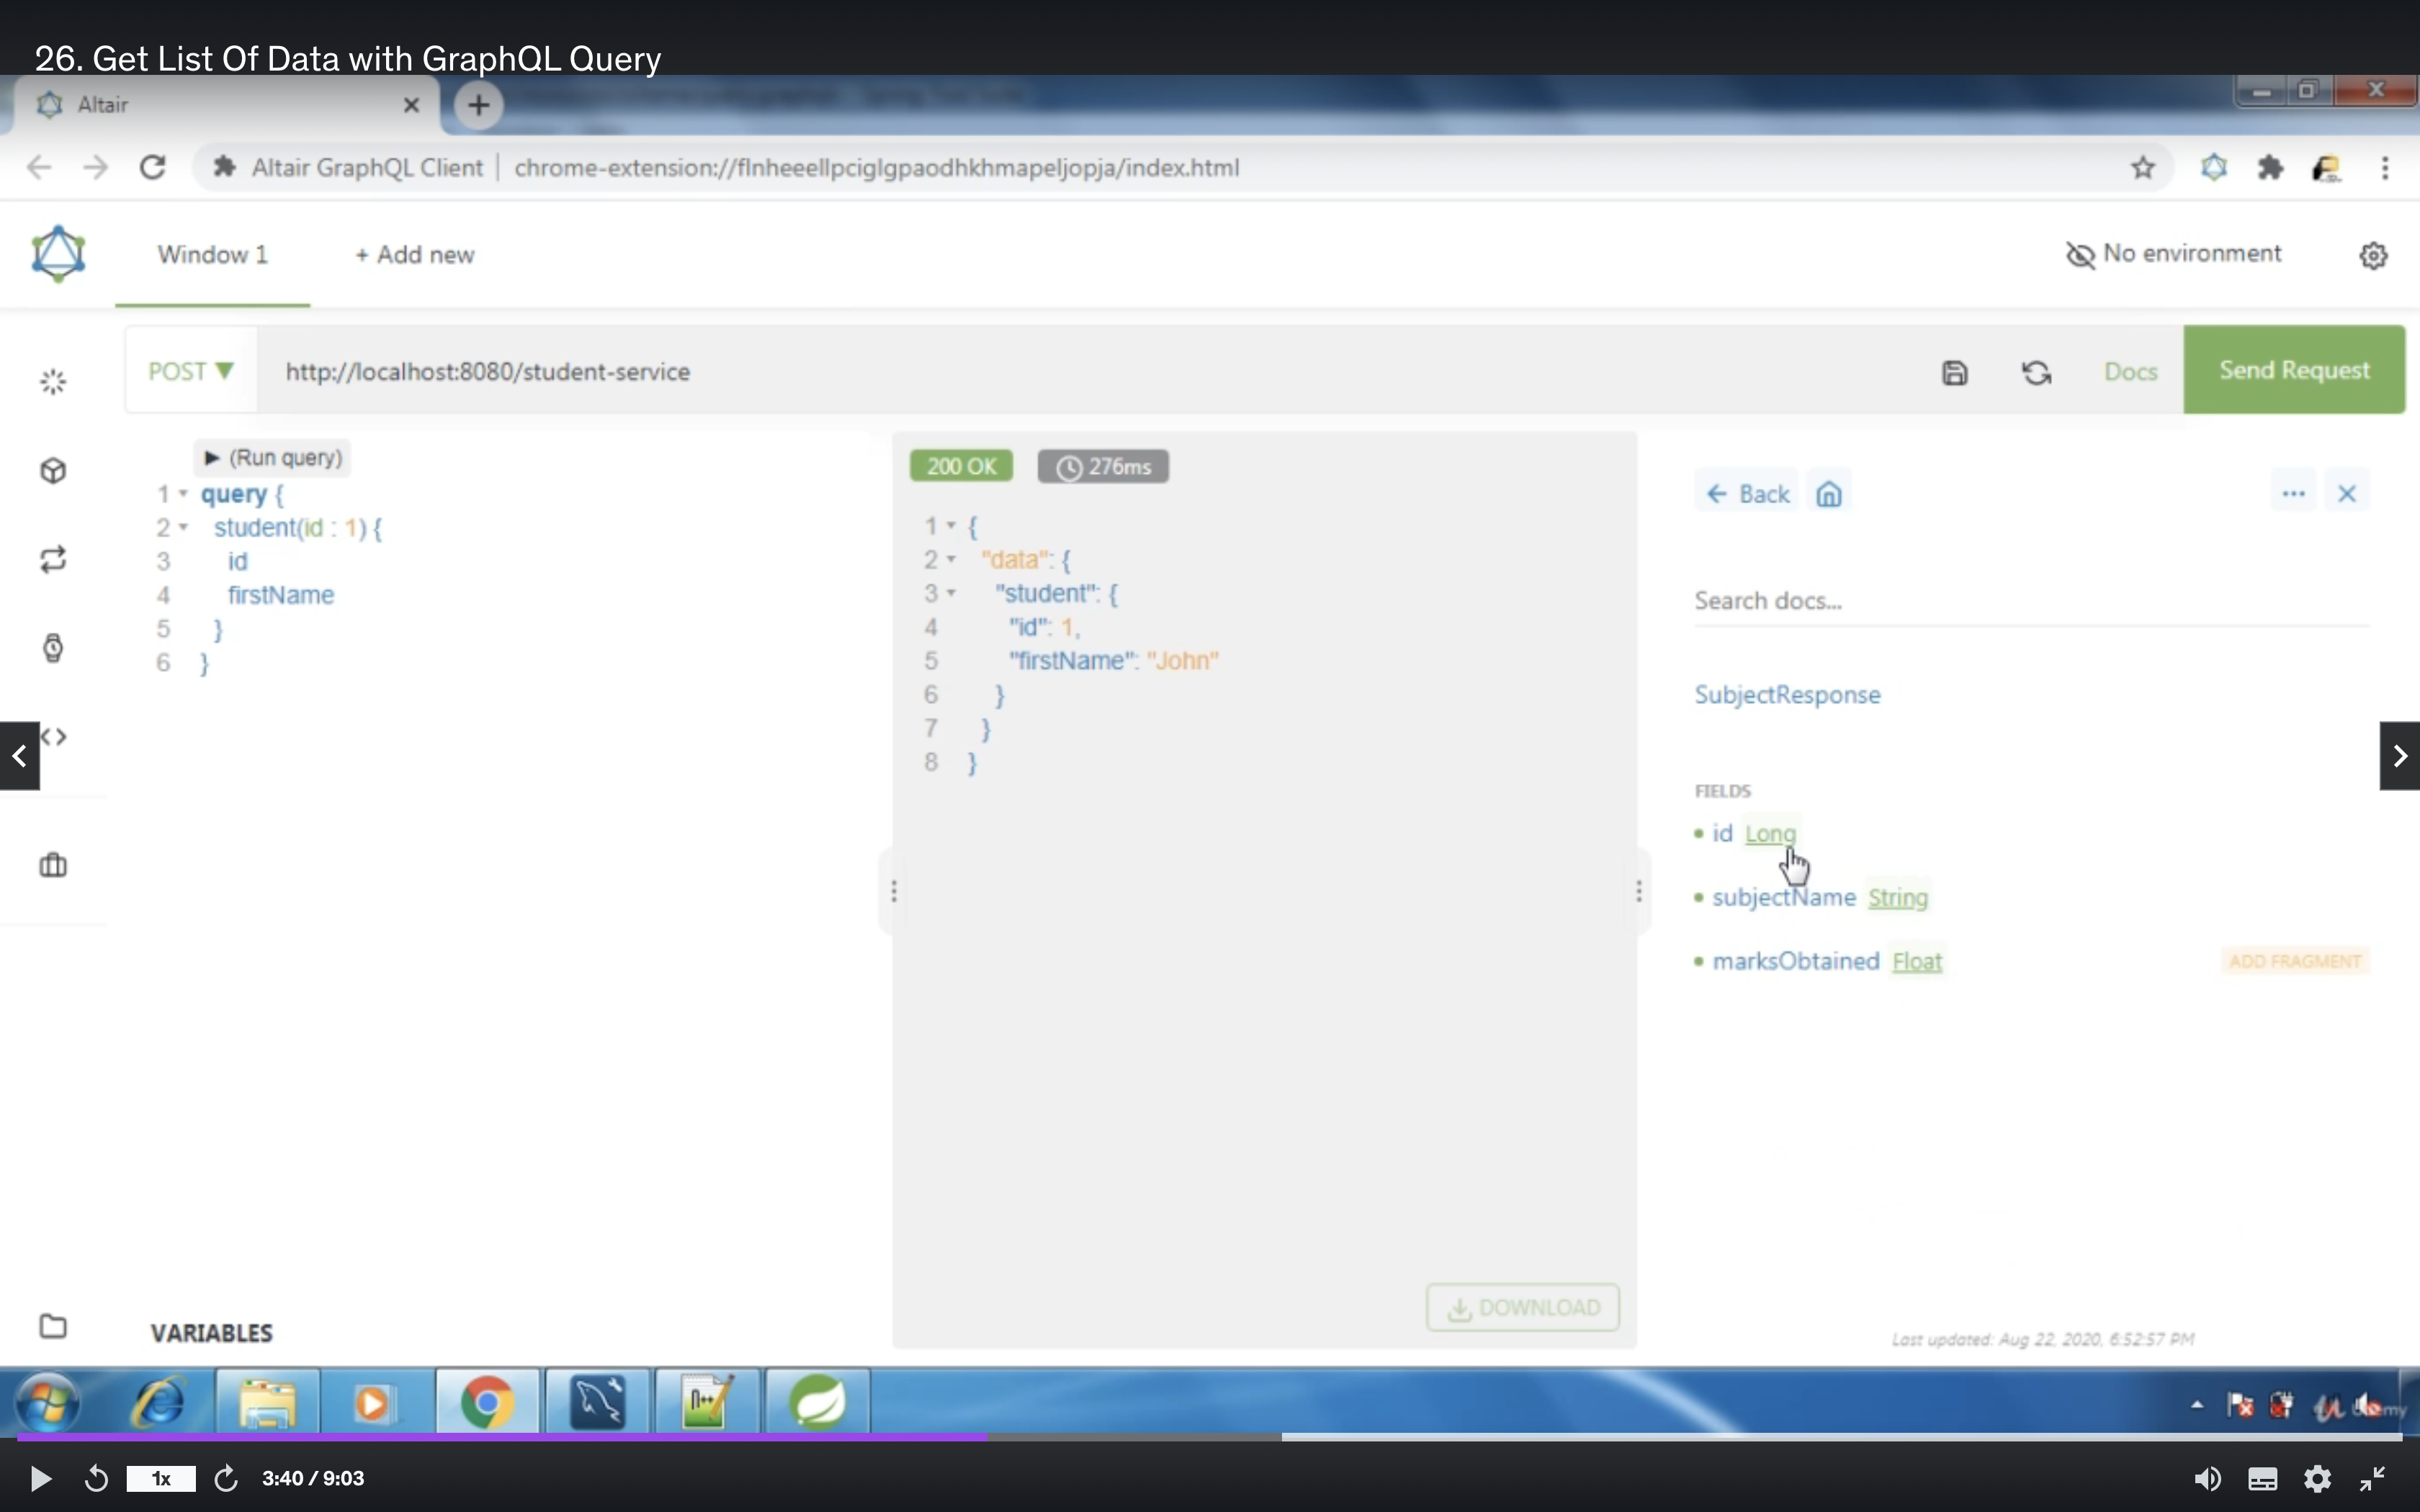 26. Get List Of Data with GraphQL Query
Altair
Altair GraphQL Client | chrome-extension://flnheeellpciglgpaodhkhmapeljopja/index.html
Window 1
+ Add new
No environment
POST
http://localhost:8080/student-service
Docs
Send Request
(Run query)
1 query {
2 student(id : 1) {
3 id
4 firstName
5 }
6 }
VARIABLES
200 OK
276ms
1 {
2 "data": {
3 "student": {
4 "id": 1,
5 "firstName": "John"
6 }
7 }
8 }
DOWNLOAD
Back
Search docs...
SubjectResponse
FIELDS
id Long
subjectName String
marksObtained Float
ADD FRAGMENT
Last updated: Aug 22, 2020, 6:52:57 PM
1x
3:40 / 9:03